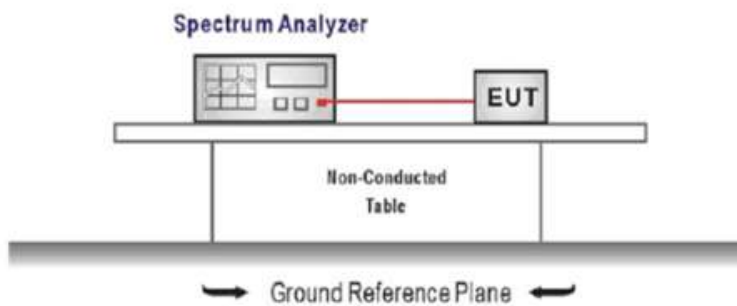 Spectrum Analyzer
EUT
Non-Conducted
Table
Ground Reference Plane